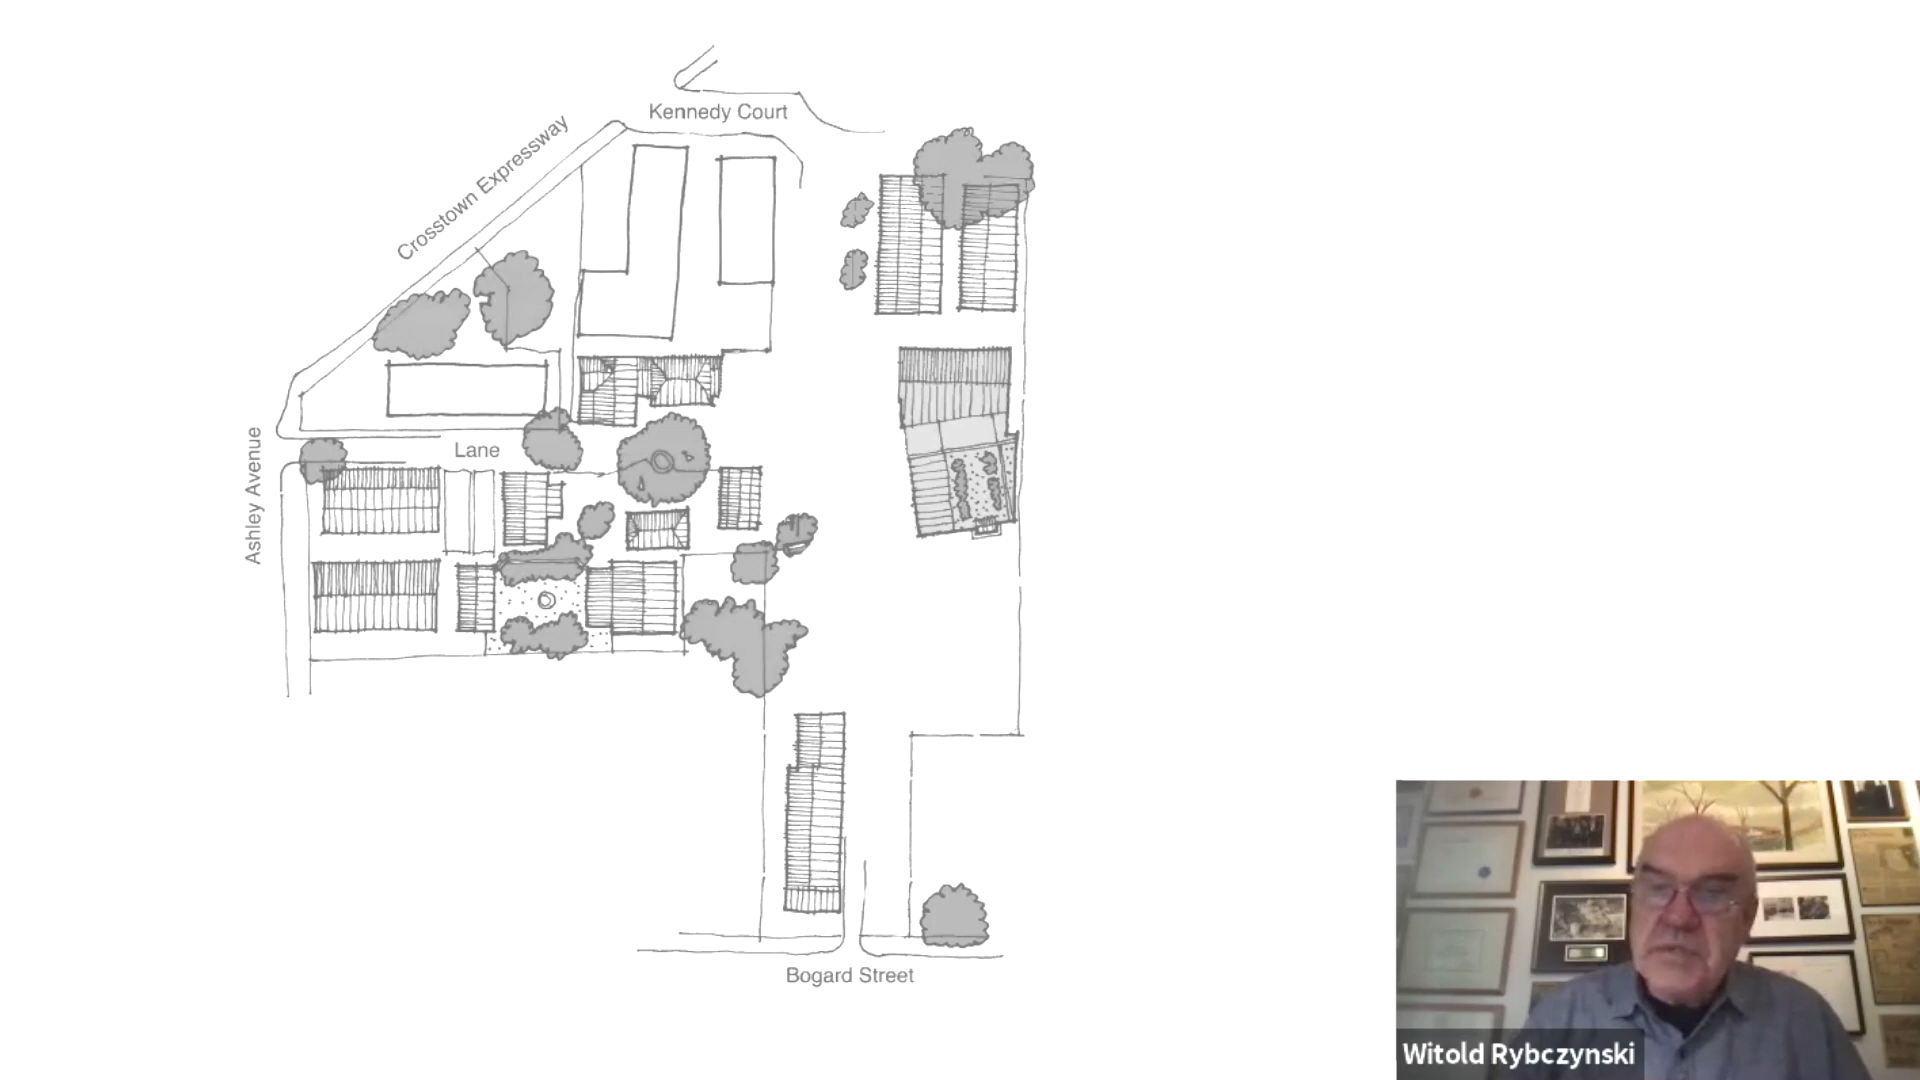 Kennedy Court
Crosstown Expressway
Lane
Ashley Avenue
Bogard Street
Witold Rybczynski